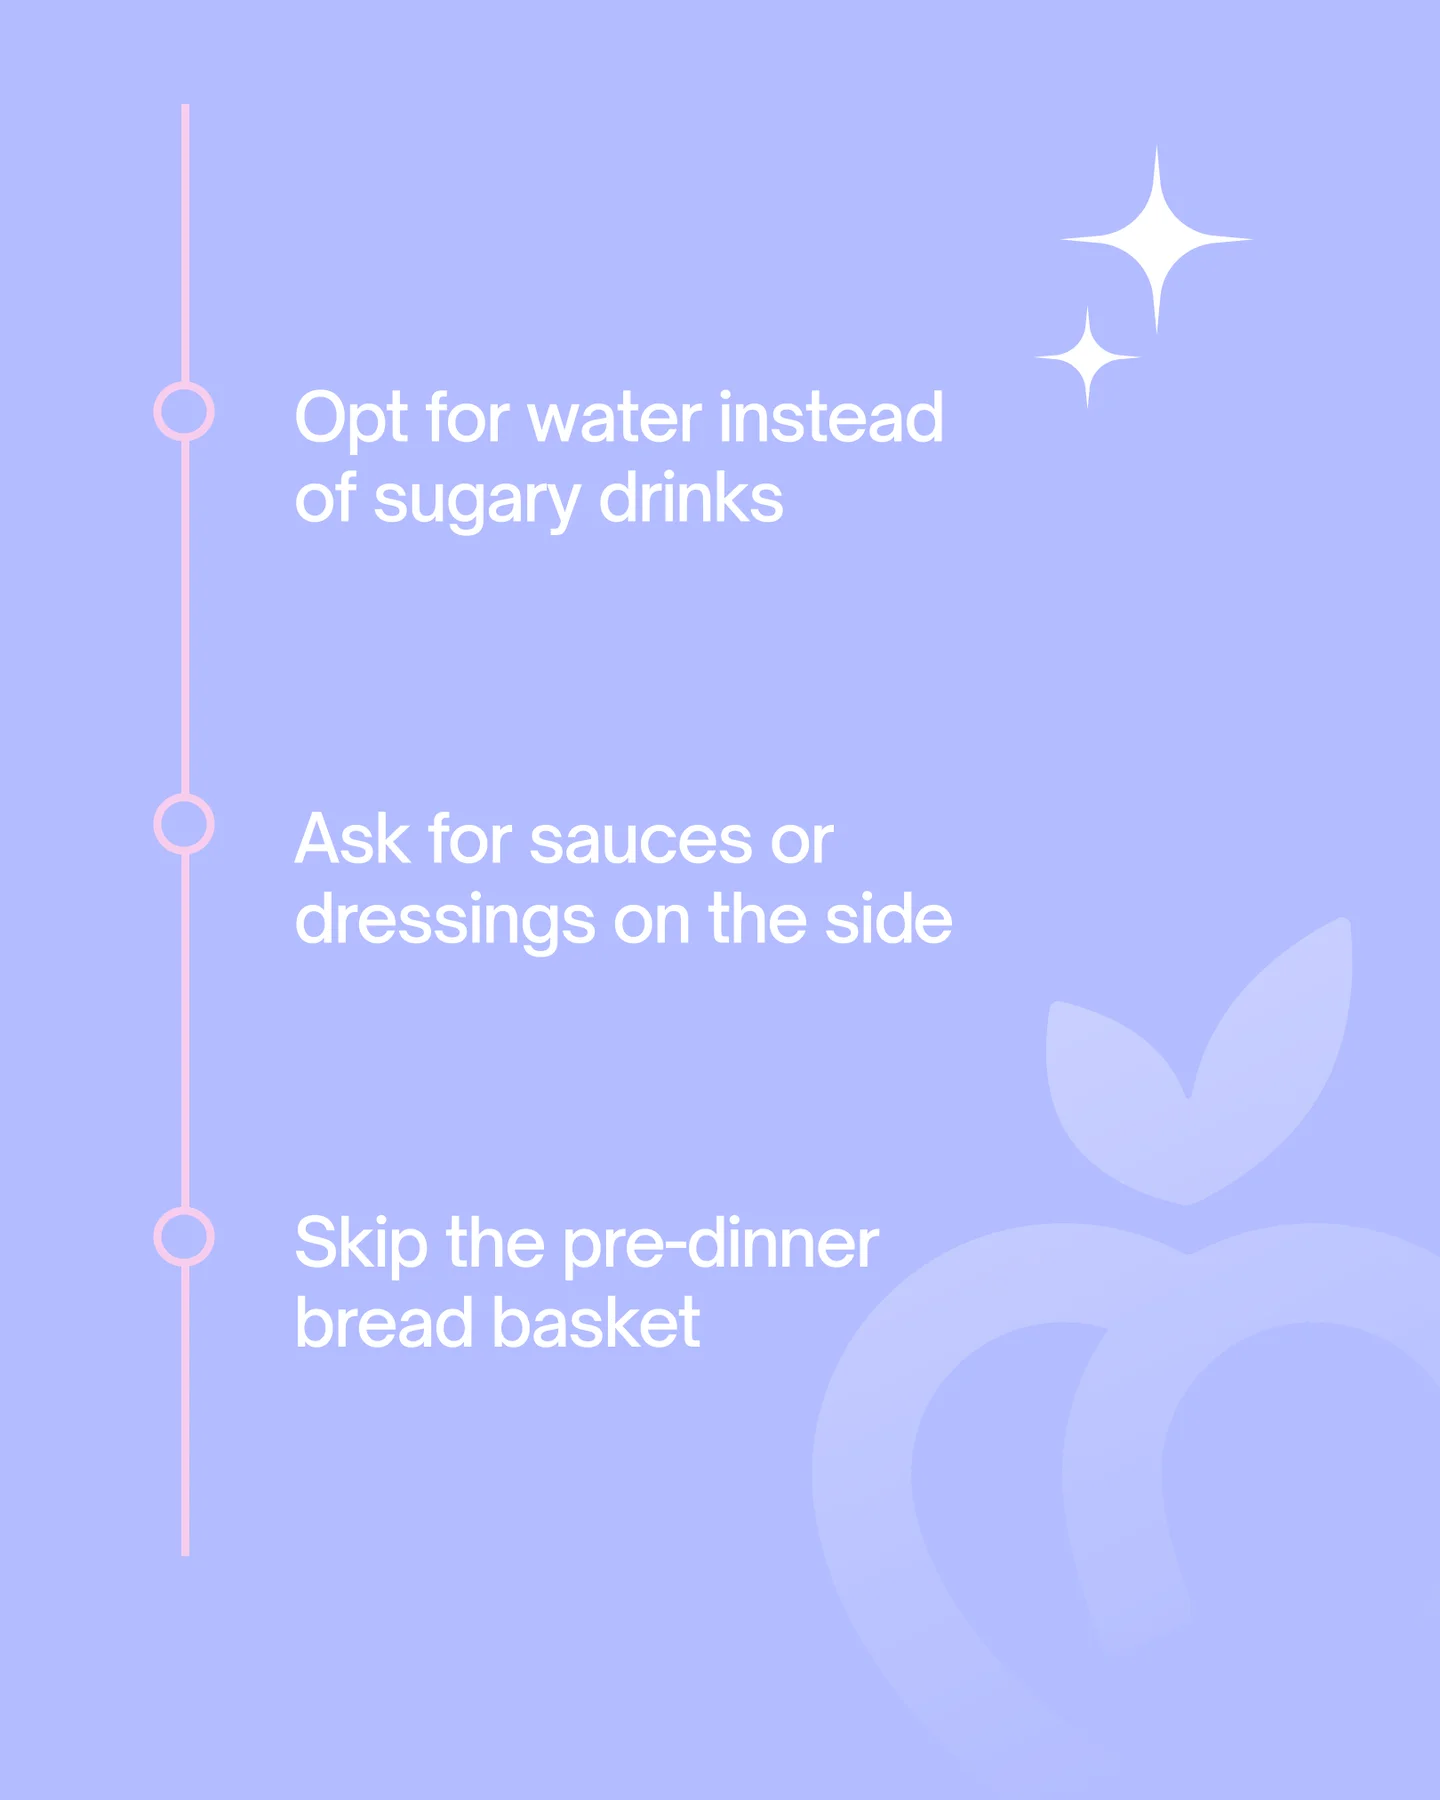 Opt for water instead
of sugary drinks
Ask for sauces or
dressings on the side
Skip the pre-dinner
bread basket